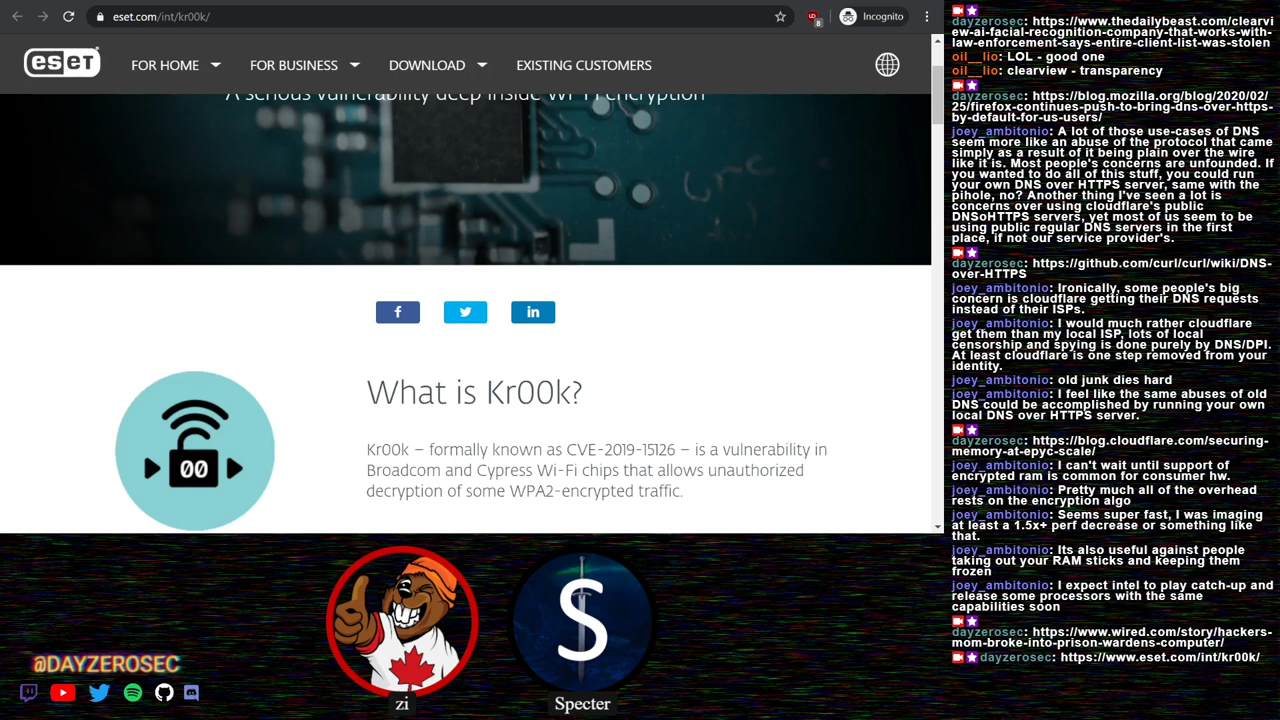 eset.com/int/kr00k/
8
Incognito
eset
FOR HOME
FOR BUSINESS
DOWNLOAD
EXISTING CUSTOMERS
A serious vulnerability deep inside Wi-Fi encryption
f
in
00
What is Kr00k?
Kr00k – formally known as CVE-2019-15126 – is a vulnerability in
Broadcom and Cypress Wi-Fi chips that allows unauthorized
decryption of some WPA2-encrypted traffic.
@DAYZEROSEC
zi
S
Specter
dayzerosec: https://www.thedailybeast.com/clearvi
ew-ai-facial-recognition-company-that-works-with-
law-enforcement-says-entire-client-list-was-stolen
oil__lio: LOL - good one
oil__lio: clearview - transparency
dayzerosec: https://blog.mozilla.org/blog/2020/02/
25/firefox-continues-push-to-bring-dns-over-https-
by-default-for-us-users/
joey_ambitonio: A lot of those use-cases of DNS
seem more like an abuse of the protocol that came
simply as a result of it being plain over the wire
like it is. Most people's concerns are unfounded. If
you wanted to do all of this stuff, you could run
your own DNS over HTTPS server, same with the
pihole, no? Another thing I've seen a lot is
concerns over using cloudflare's public
DNSoHTTPS servers, yet most of us seem to be
using public regular DNS servers in the first
place, if not our service provider's.
dayzerosec: https://github.com/curl/curl/wiki/DNS-
over-HTTPS
joey_ambitonio: Ironically, some people's big
concern is cloudflare getting their DNS requests
instead of their ISPs.
joey_ambitonio: I would much rather cloudflare
get them than my local ISP, lots of local
censorship and spying is done purely by DNS/DPI.
At least cloudflare is one step removed from your
identity.
joey_ambitonio: old junk dies hard
joey_ambitonio: I feel like the same abuses of old
DNS could be accomplished by running your own
local DNS over HTTPS server.
dayzerosec: https://blog.cloudflare.com/securing-
memory-at-epyc-scale/
joey_ambitonio: I can't wait until support of
encrypted ram is common for consumer hw.
joey_ambitonio: Pretty much all of the overhead
rests on the encryption algo
joey_ambitonio: Seems super fast, I was imaging
at least a 1.5x+ perf decrease or something like
that.
joey_ambitonio: Its also useful against people
taking out your RAM sticks and keeping them
frozen
joey_ambitonio: I expect intel to play catch-up and
release some processors with the same
capabilities soon
dayzerosec: https://www.wired.com/story/hackers-
mom-broke-into-prison-wardens-computer/
dayzerosec: https://www.eset.com/int/kr00k/